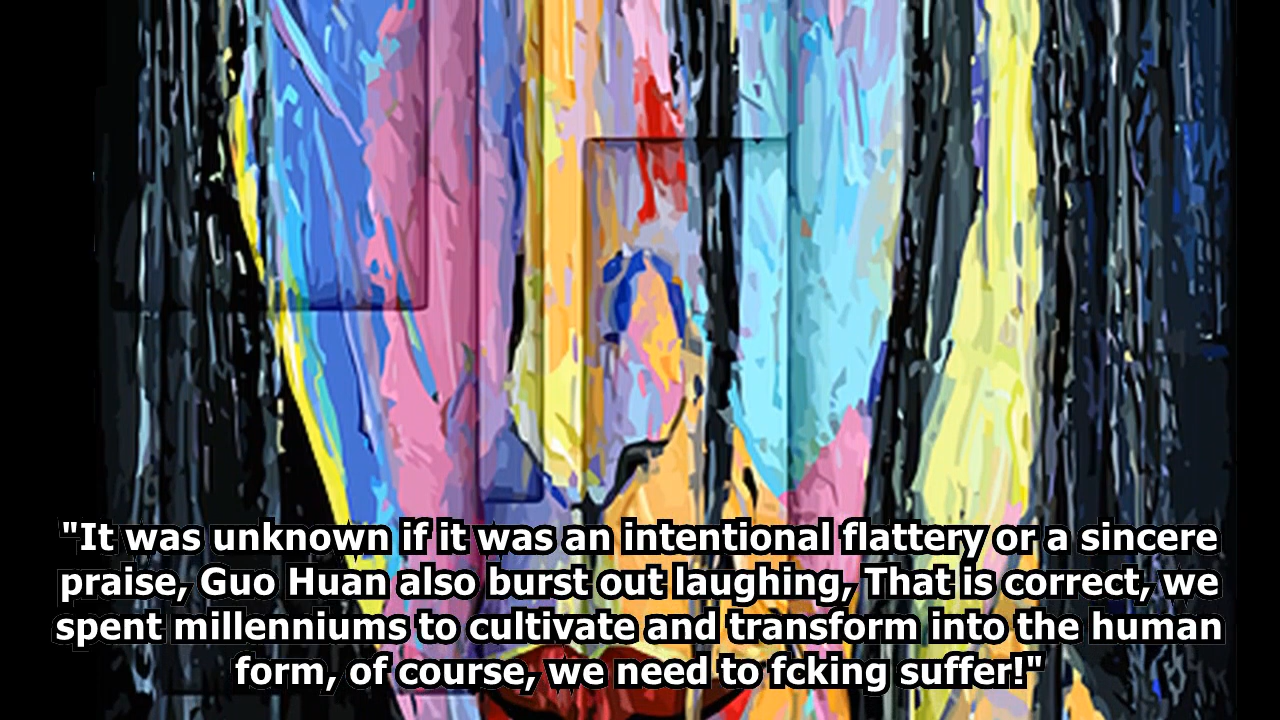 "It was unknown if it was an intentional flattery or a sincere
praise, Guo Huan also burst out laughing, That is correct, we
spent millenniums to cultivate and transform into the human
form, of course, we need to fcking suffer!"